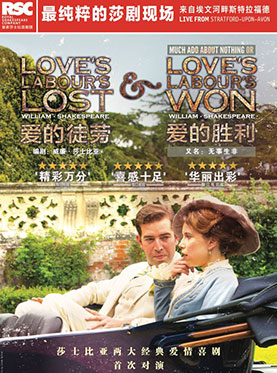 RSC
ROYAL
SHAKESPEARE
COMPANY
最纯粹的莎剧现场
来自埃文河畔斯特拉福德
LIVE FROM STRATFORD-UPON-AVON
LOVE'S
LABOUR'S
LOST
WILLIAM SHAKESPEARE
爱的徒劳
编剧：威廉·莎士比亚
&
MUCH ADO ABOUT NOTHING OR
LOVE'S
LABOUR'S
WON
WILLIAM SHAKESPEARE
爱的胜利
又名：无事生非
★★★★★
'精彩万分'
★★★★★
'喜感十足'
★★★★★
'华丽出彩'
莎士比亚两大经典爱情喜剧
首次对演